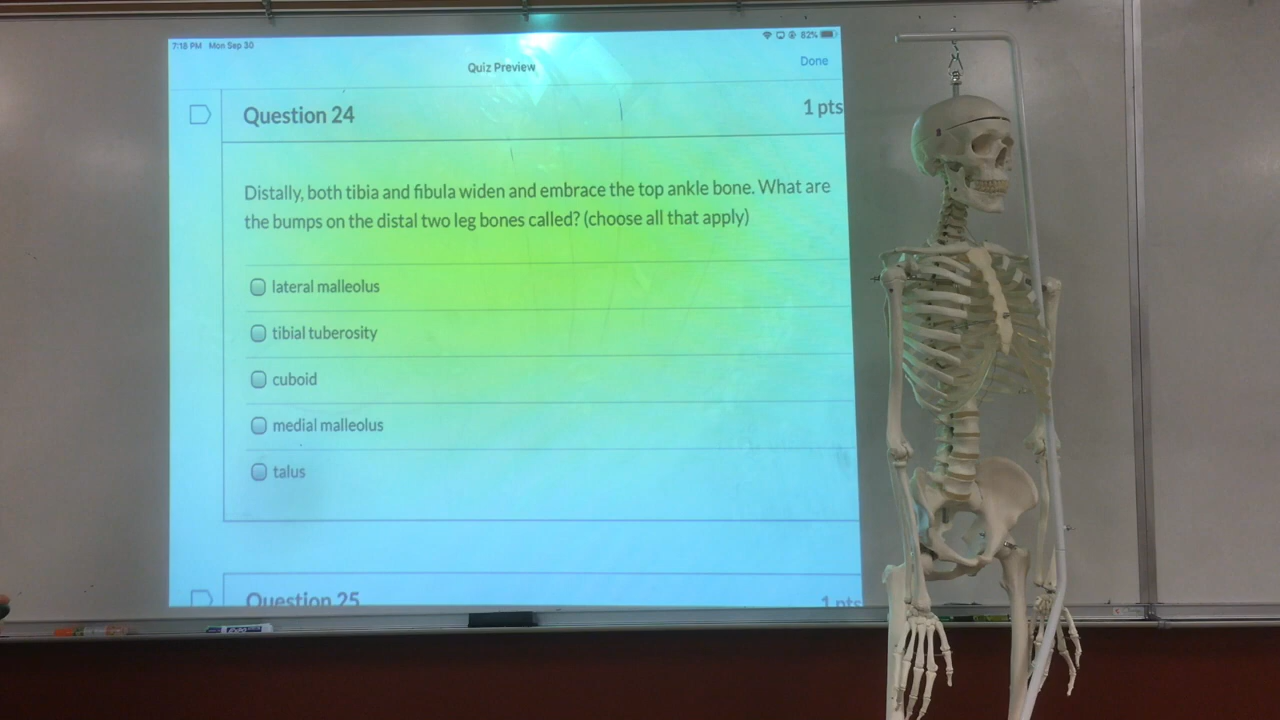 7:18 PM Mon Sep 30
82%
Quiz Preview
Done
Question 24
1 pts
Distally, both tibia and fibula widen and embrace the top ankle bone. What are
the bumps on the distal two leg bones called? (choose all that apply)
lateral malleolus
tibial tuberosity
cuboid
medial malleolus
talus
Question 25
1 pts